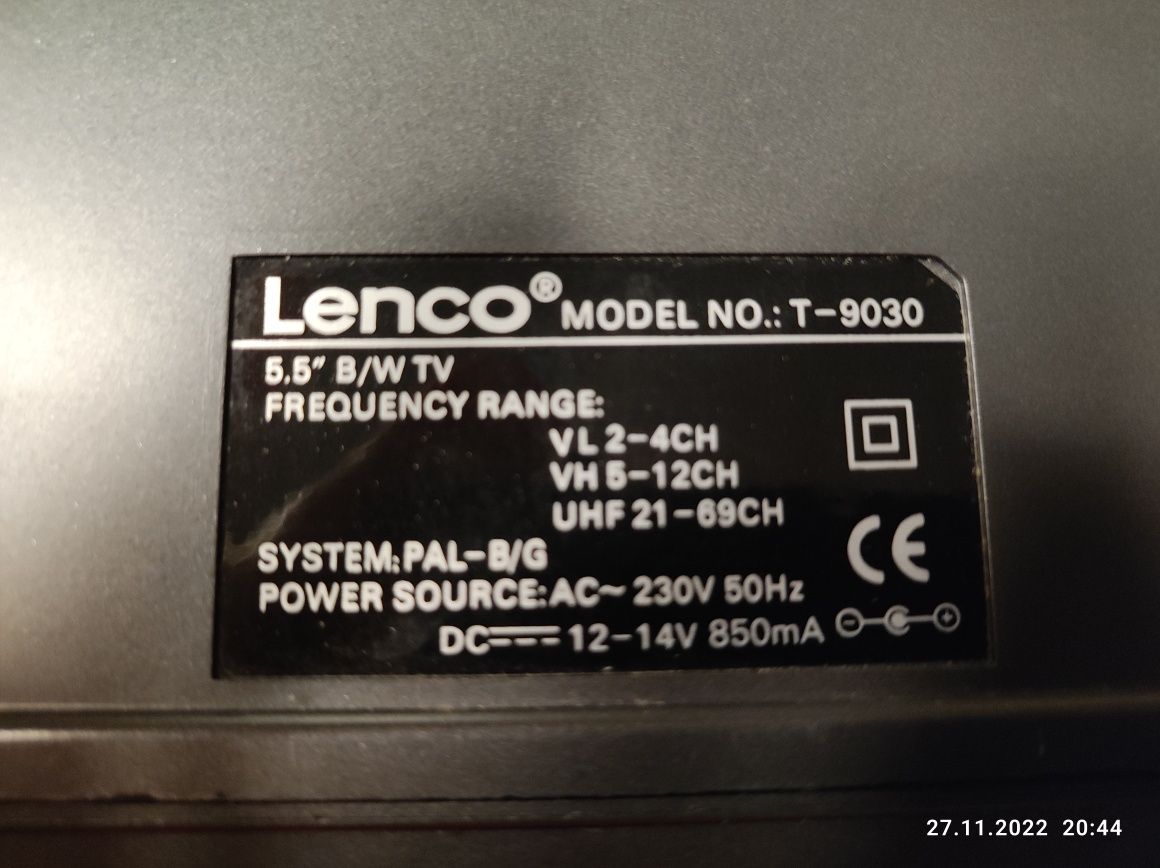 Lenco® MODEL NO.: T-9030
5.5" B/W TV
FREQUENCY RANGE:
VL 2-4CH
VH 5-12CH
UHF 21-69CH
SYSTEM:PAL-B/G
CE
POWER SOURCE:AC~ 230V 50Hz
DC⎓ 12-14V 850mA
27.11.2022 20:44